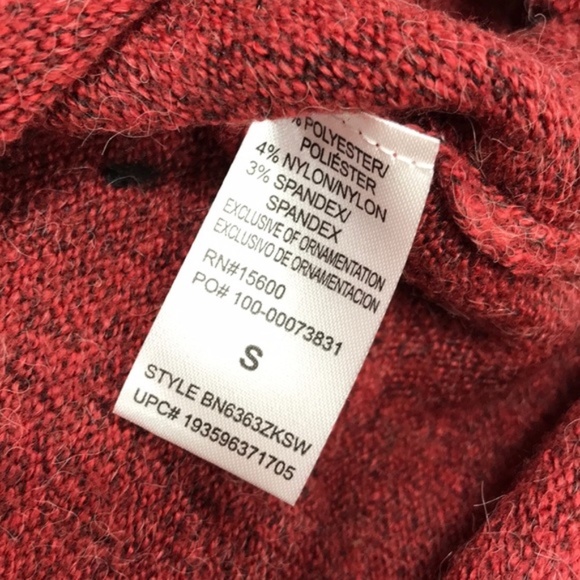 % POLYESTER/
POLIÉSTER
4% NYLON/NYLON
3% SPANDEX/
SPANDEX
EXCLUSIVE OF ORNAMENTATION
EXCLUSIVO DE ORNAMENTACION
RN#15600
PO# 100-00073831
S
STYLE BN6363ZKSW
UPC# 193596371705